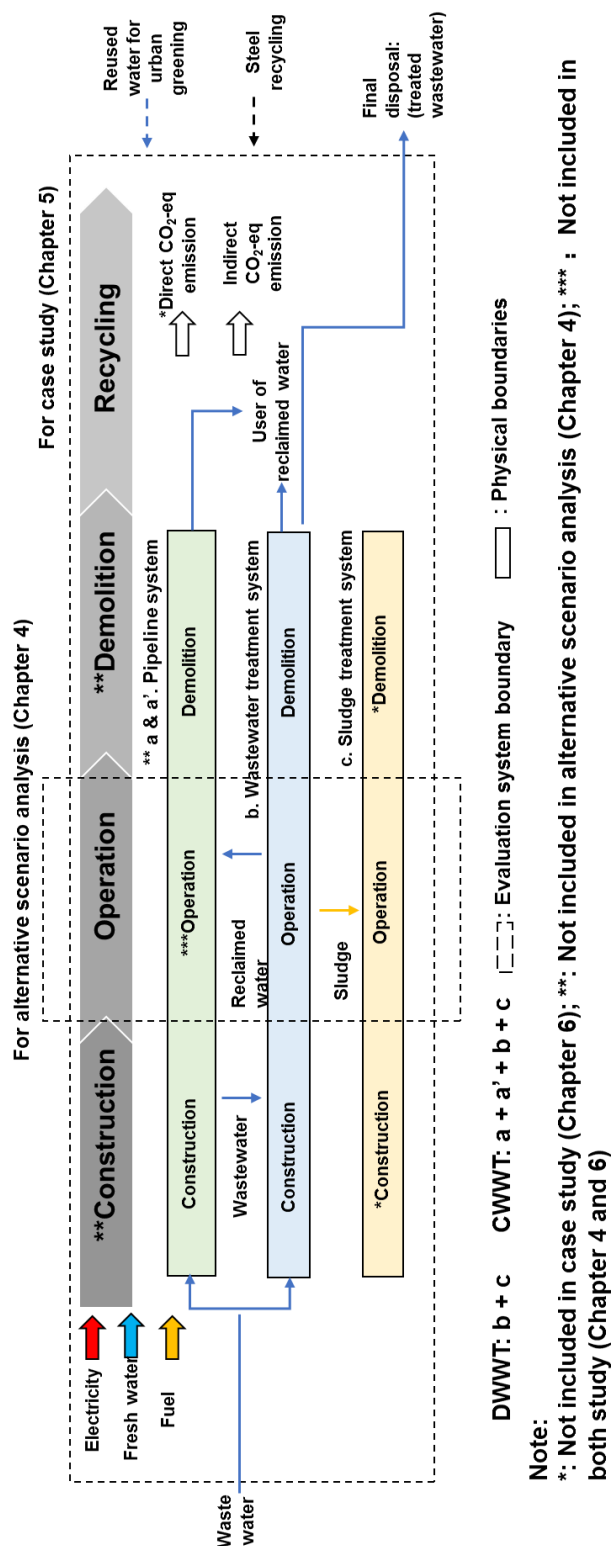 For alternative scenario analysis (Chapter 4)
For case study (Chapter 5)
Electricity
Fresh water
Fuel
Waste
water
**Construction
Operation
**Demolition
Recycling
Reused
water for
urban
greening
Steel
recycling
** a & a’. Pipeline system
Construction
***Operation
Demolition
*Direct CO₂-eq
emission
Indirect
CO₂-eq
emission
Wastewater
Reclaimed
water
User of
reclaimed water
b. Wastewater treatment system
Construction
Operation
Demolition
Sludge
c. Sludge treatment system
*Construction
Operation
*Demolition
Final
disposal:
(treated
wastewater)
DWWT: b + c CWWT: a + a’ + b + c : Evaluation system boundary : Physical boundaries
Note:
*: Not included in case study (Chapter 6); **: Not included in alternative scenario analysis (Chapter 4); *** : Not included in
both study (Chapter 4 and 6)